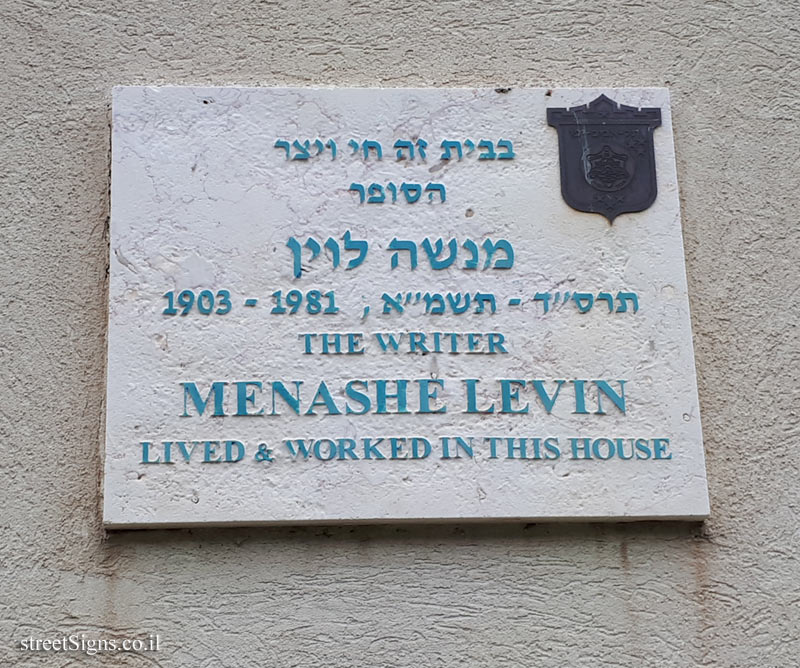 בבית זה חי ויצר
הסופר
מנשה לוין
תרס״ד - תשמ״א , 1981 - 1903
THE WRITER
MENASHE LEVIN
LIVED & WORKED IN THIS HOUSE
streetSigns.co.il